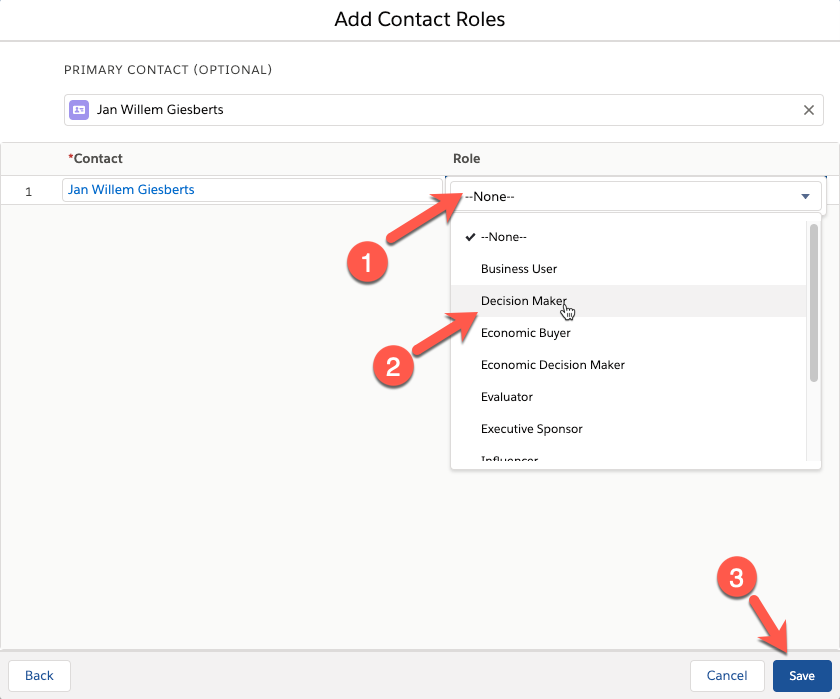 Add Contact Roles
PRIMARY CONTACT (OPTIONAL)
Jan Willem Giesberts
*Contact Role
1 Jan Willem Giesberts --None--
--None--
1
Business User
Decision Maker
2
Economic Buyer
Economic Decision Maker
Evaluator
Executive Sponsor
Influencer
3
Back Cancel Save